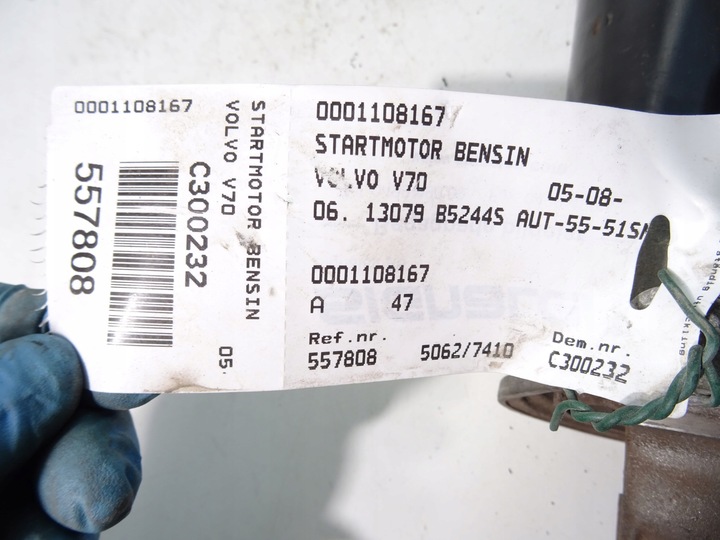 0001108167
557808
C300232
VOLVO V70
STARTMOTOR BENSIN 05
0001108167
STARTMOTOR BENSIN
VOLVO V70 05-08-
06. 13079 B5244S AUT-55-51SN
0001108167
A 47
Ref.nr. Dem.nr.
557808 5062/7410 C300232